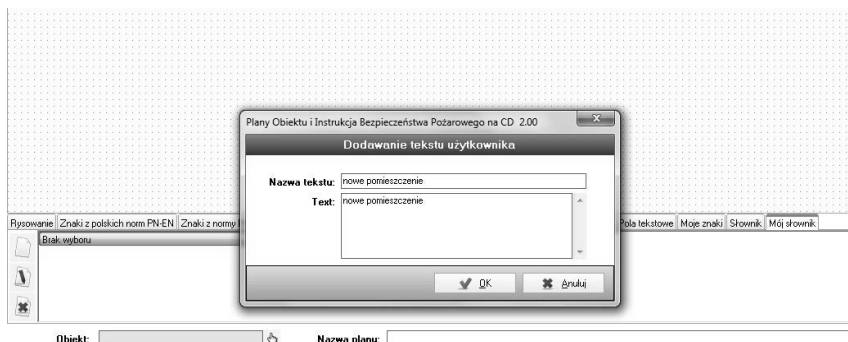 Plany Obiektu i Instrukcja Bezpieczeństwa Pożarowego na CD 2.00
Dodawanie tekstu użytkownika
Nazwa tekstu: nowe pomieszczenie
Text: nowe pomieszczenie
Rysowanie Znaki z polskich norm PN-EN Znaki z normy Pola tekstowe Moje znaki Słownik Mój słownik
Brak wyboru
OK Anuluj
Obiekt: Nazwa planu: